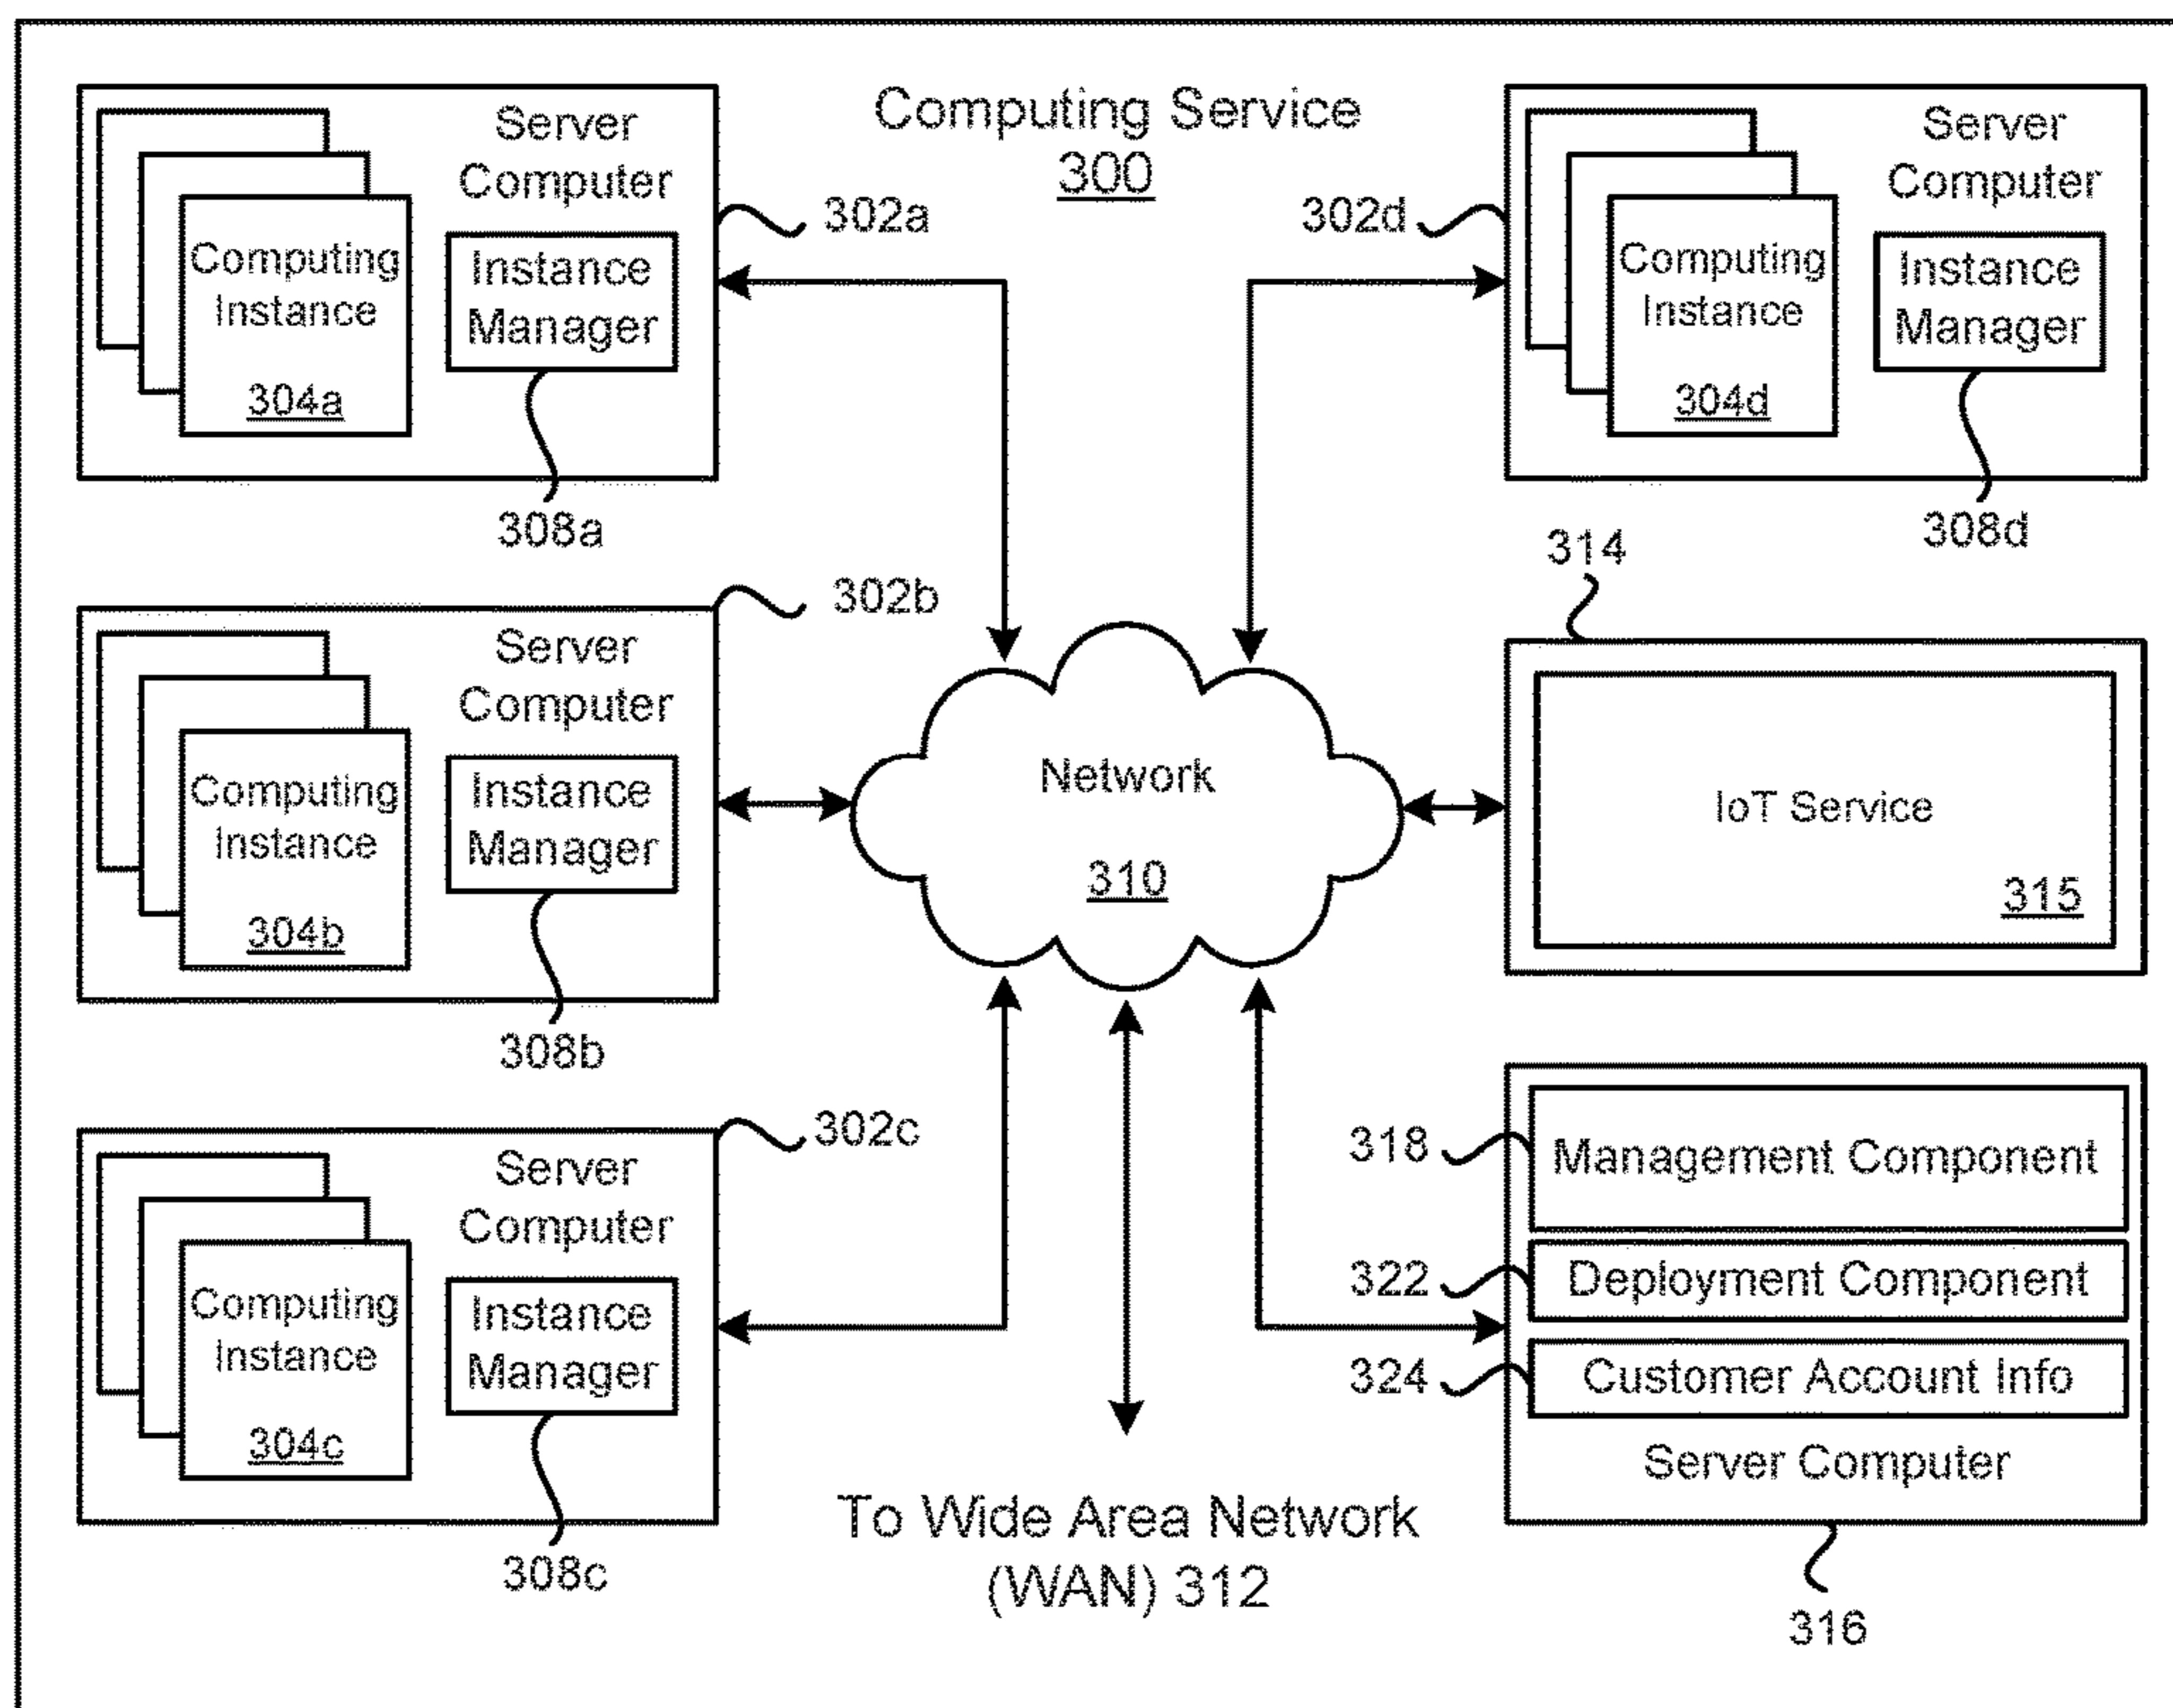 Computing Service
300
Server
Computer
302a
Computing
Instance
304a
Instance
Manager
308a
Server
Computer
302d
Computing
Instance
304d
Instance
Manager
308d
Server
Computer
302b
Computing
Instance
304b
Instance
Manager
308b
Network
310
314
IoT Service
315
Server
Computer
302c
Computing
Instance
304c
Instance
Manager
308c
To Wide Area Network
(WAN) 312
318
Management Component
322
Deployment Component
324
Customer Account Info
Server Computer
316